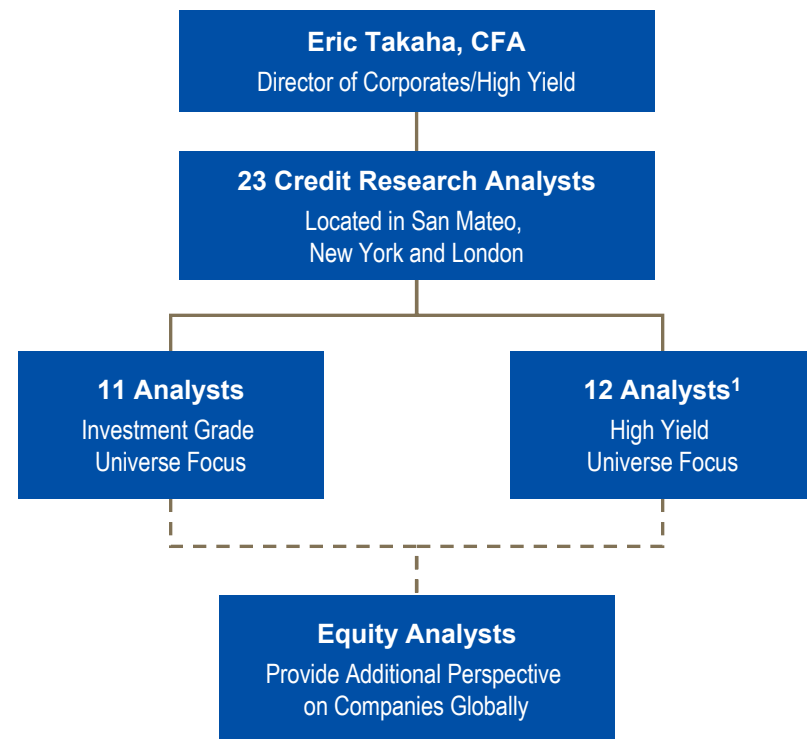 Eric Takaha, CFA
Director of Corporates/High Yield
23 Credit Research Analysts
Located in San Mateo,
New York and London
11 Analysts
Investment Grade
Universe Focus
12 Analysts¹
High Yield
Universe Focus
Equity Analysts
Provide Additional Perspective
on Companies Globally